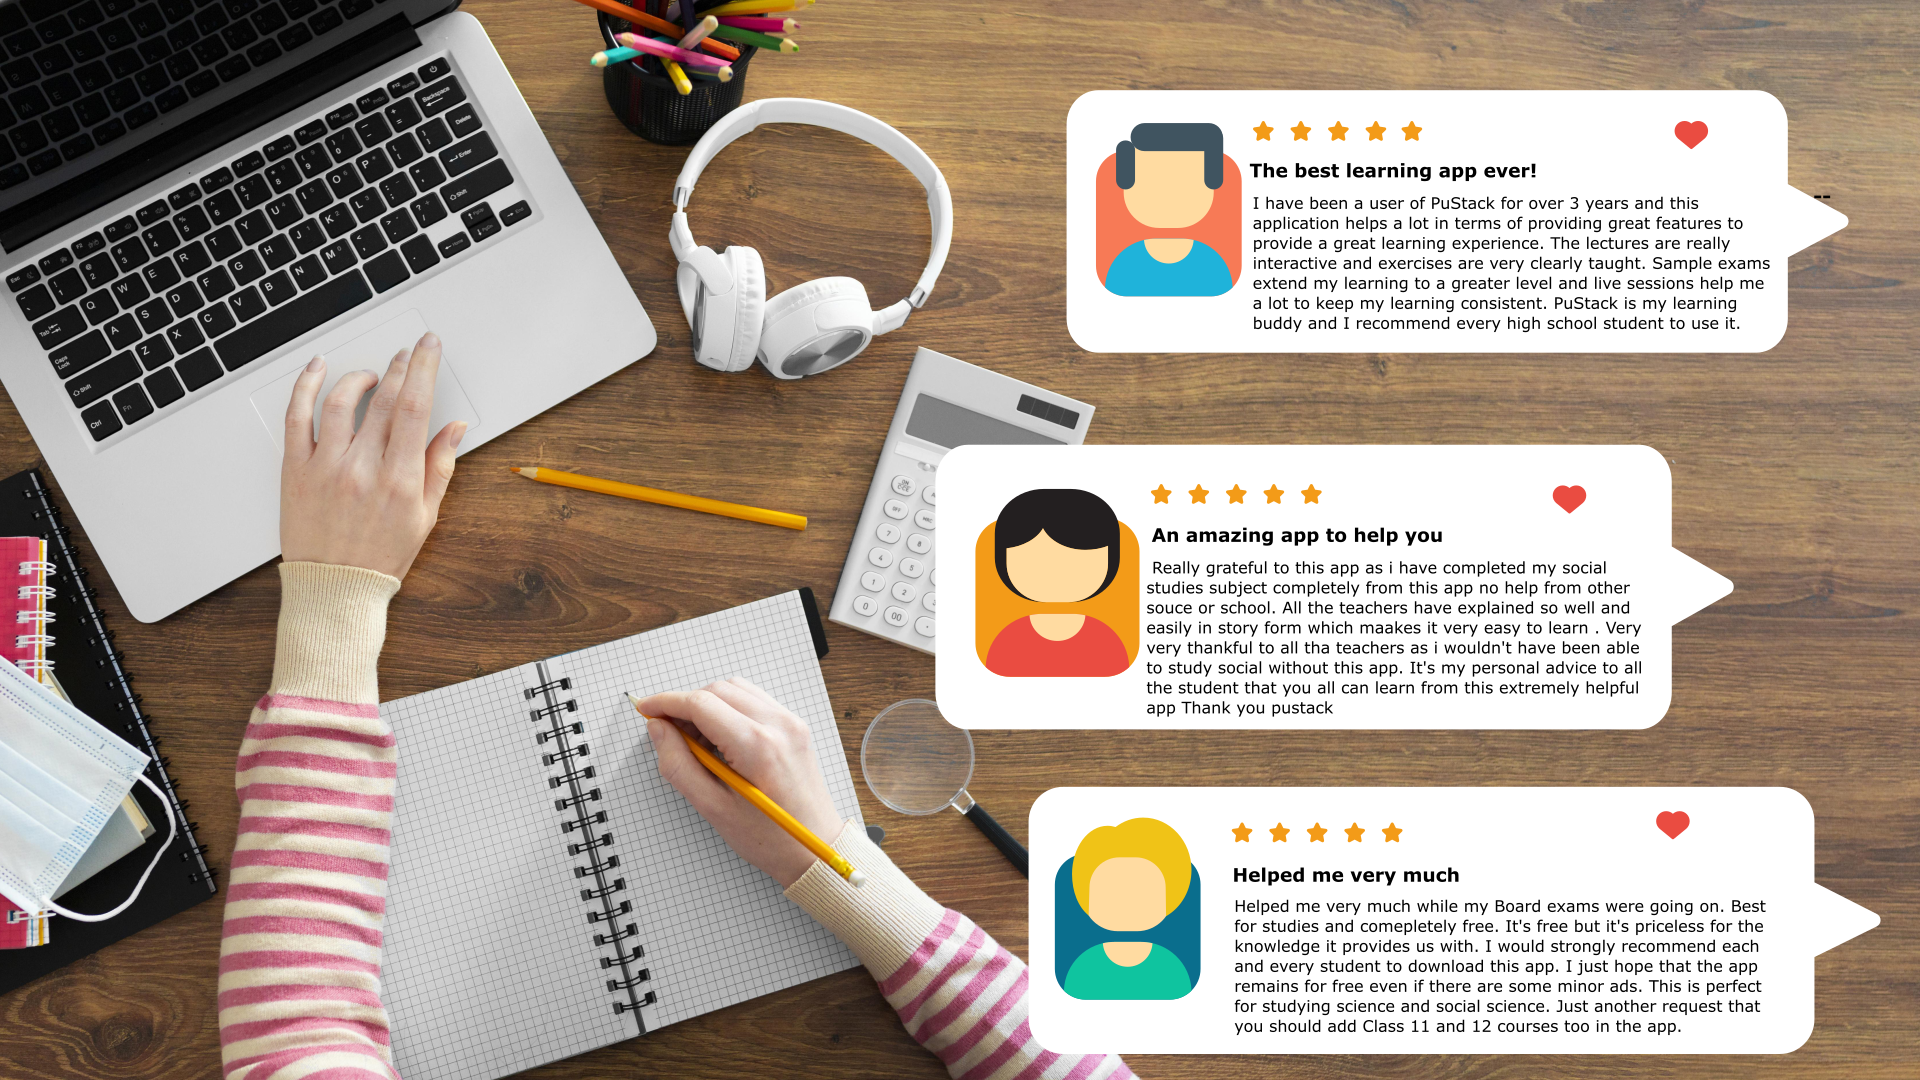 The best learning app ever!
I have been a user of PuStack for over 3 years and this
application helps a lot in terms of providing great features to
provide a great learning experience. The lectures are really
interactive and exercises are very clearly taught. Sample exams
extend my learning to a greater level and live sessions help me
a lot to keep my learning consistent. PuStack is my learning
buddy and I recommend every high school student to use it.
--
An amazing app to help you
Really grateful to this app as i have completed my social
studies subject completely from this app no help from other
souce or school. All the teachers have explained so well and
easily in story form which maakes it very easy to learn . Very
very thankful to all tha teachers as i wouldn't have been able
to study social without this app. It's my personal advice to all
the student that you all can learn from this extremely helpful
app Thank you pustack
Helped me very much
Helped me very much while my Board exams were going on. Best
for studies and comepletely free. It's free but it's priceless for the
knowledge it provides us with. I would strongly recommend each
and every student to download this app. I just hope that the app
remains for free even if there are some minor ads. This is perfect
for studying science and social science. Just another request that
you should add Class 11 and 12 courses too in the app.